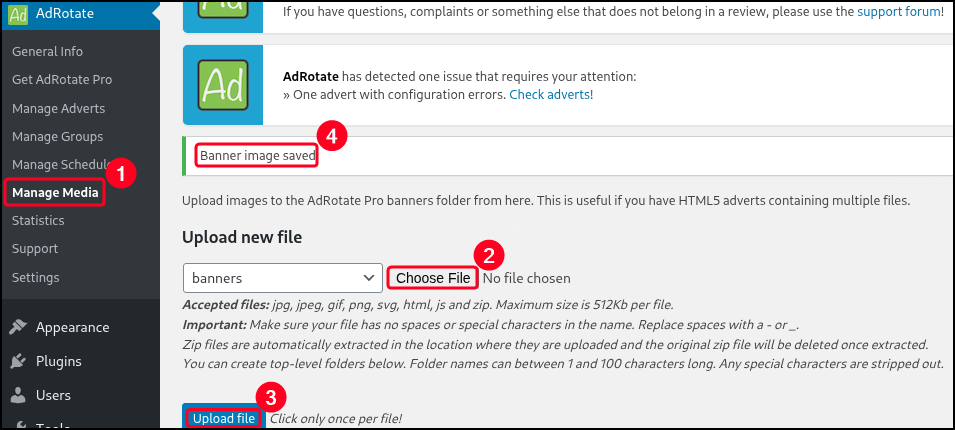 Ad AdRotate
General Info
Get AdRotate Pro
Manage Adverts
Manage Groups
Manage Schedul
1
Manage Media
Statistics
Support
Settings
Appearance
Plugins
Users
Tools
If you have questions, complaints or something else that does not belong in a review, please use the support forum!
Ad
AdRotate has detected one issue that requires your attention:
» One advert with configuration errors. Check adverts!
4
Banner image saved
Upload images to the AdRotate Pro banners folder from here. This is useful if you have HTML5 adverts containing multiple files.
Upload new file
2
banners Choose File No file chosen
Accepted files: jpg, jpeg, gif, png, svg, html, js and zip. Maximum size is 512Kb per file.
Important: Make sure your file has no spaces or special characters in the name. Replace spaces with a - or _.
Zip files are automatically extracted in the location where they are uploaded and the original zip file will be deleted once extracted.
You can create top-level folders below. Folder names can between 1 and 100 characters long. Any special characters are stripped out.
3
Upload file Click only once per file!